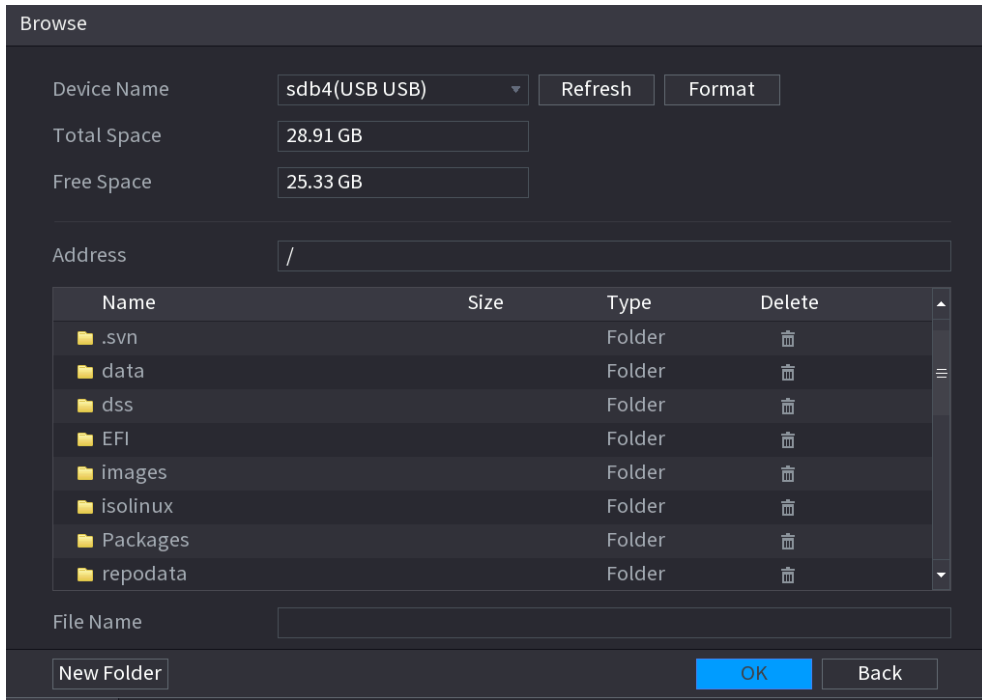 Browse
Device Name sdb4(USB USB) Refresh Format
Total Space 28.91 GB
Free Space 25.33 GB
Address /
Name Size Type Delete
.svn Folder
data Folder
dss Folder
EFI Folder
images Folder
isolinux Folder
Packages Folder
repodata Folder
File Name
New Folder OK Back